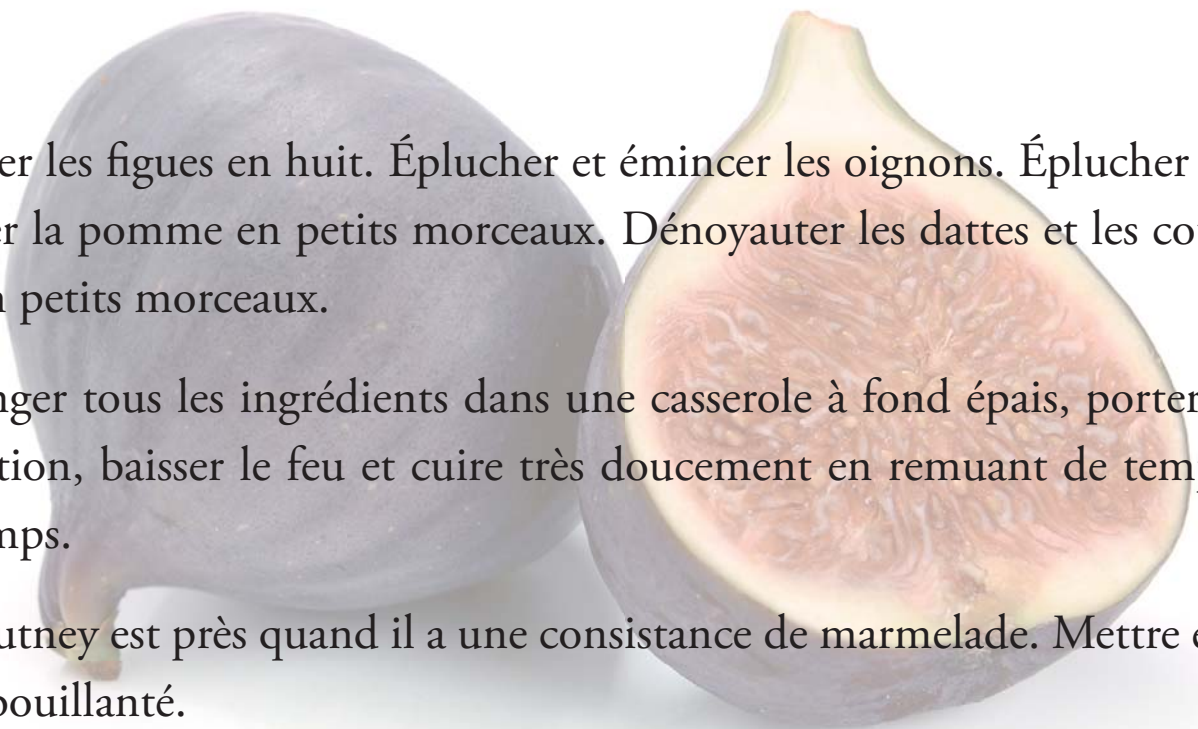 er les figues en huit. Éplucher et émincer les oignons. Éplucher
er la pomme en petits morceaux. Dénoyauter les dattes et les cou
n petits morceaux.
nger tous les ingrédients dans une casserole à fond épais, porter
tion, baisser le feu et cuire très doucement en remuant de tem
mps.
utney est près quand il a une consistance de marmelade. Mettre e
bouillanté.